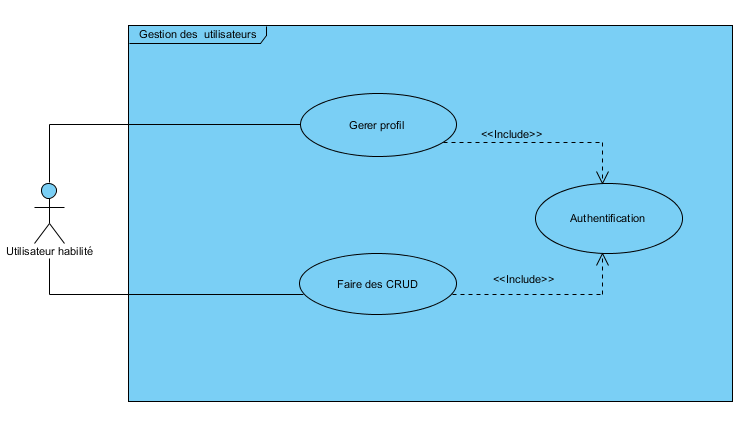 Gestion des  utilisateurs
Gerer profil
<<Include>>
Authentification
Utilisateur habilité
Faire des CRUD
<<Include>>